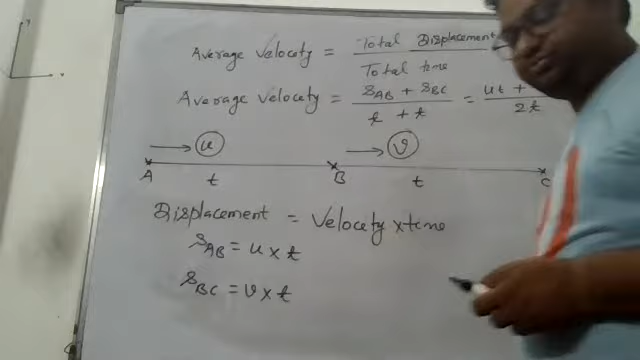 Average Velocity = Total Displacement / Total time
Average Velocity = S_AB + S_BC / t + t = ut + / 2t
u v
A t B t C
Displacement = Velocity x time
S_AB = u x t
S_BC = v x t